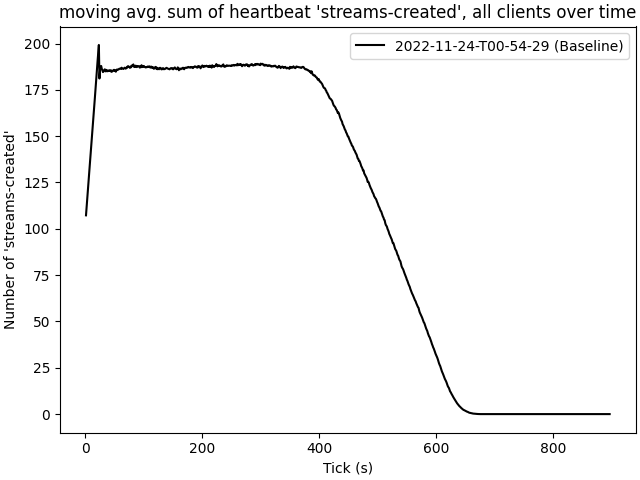 moving avg. sum of heartbeat 'streams-created', all clients over time
2022-11-24-T00-54-29 (Baseline)
Number of 'streams-created'
200
175
150
125
100
75
50
25
0
0 200 400 600 800
Tick (s)